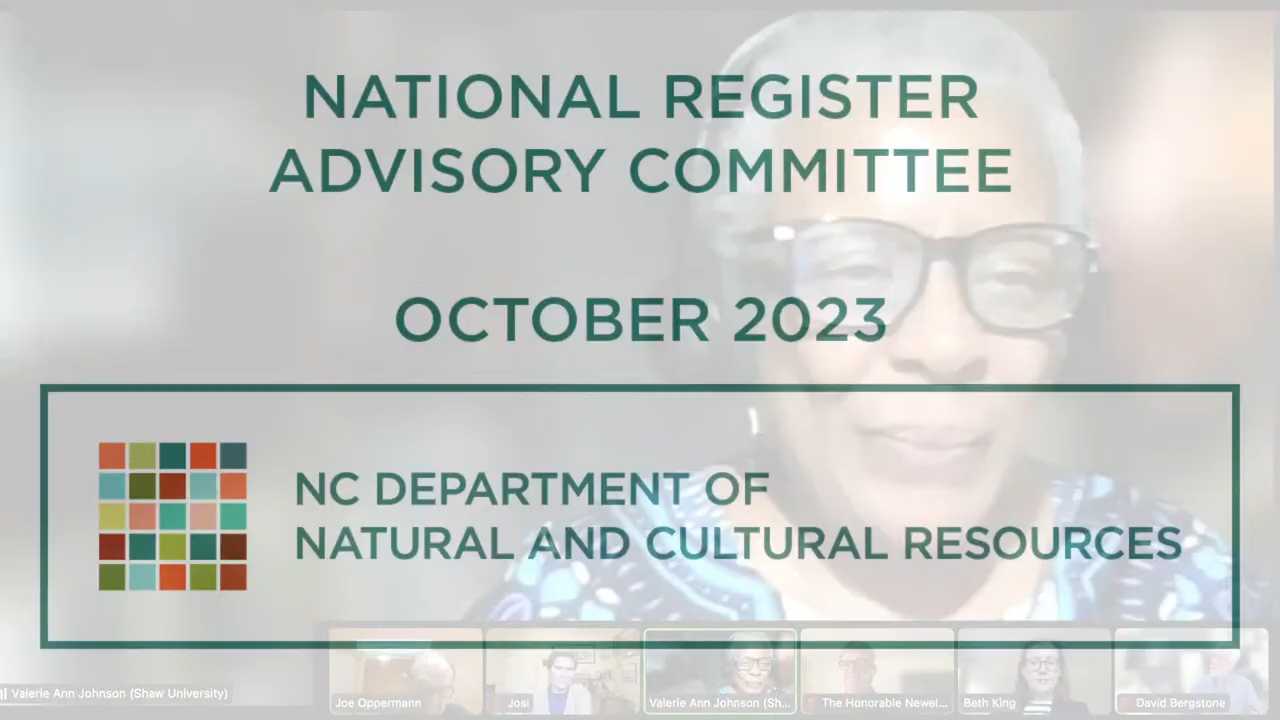 NATIONAL REGISTER
ADVISORY COMMITTEE
OCTOBER 2023
NC DEPARTMENT OF
NATURAL AND CULTURAL RESOURCES
Valerie Ann Johnson (Shaw University)
Joe Oppermann
Josi
Valerie Ann Johnson (Sh...
The Honorable Newel...
Beth King
David Bergstone